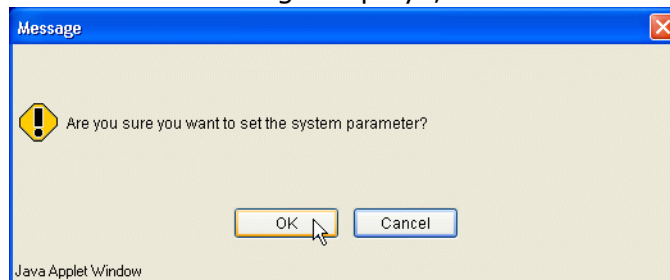 Message
Are you sure you want to set the system parameter?
OK
Cancel
Java Applet Window